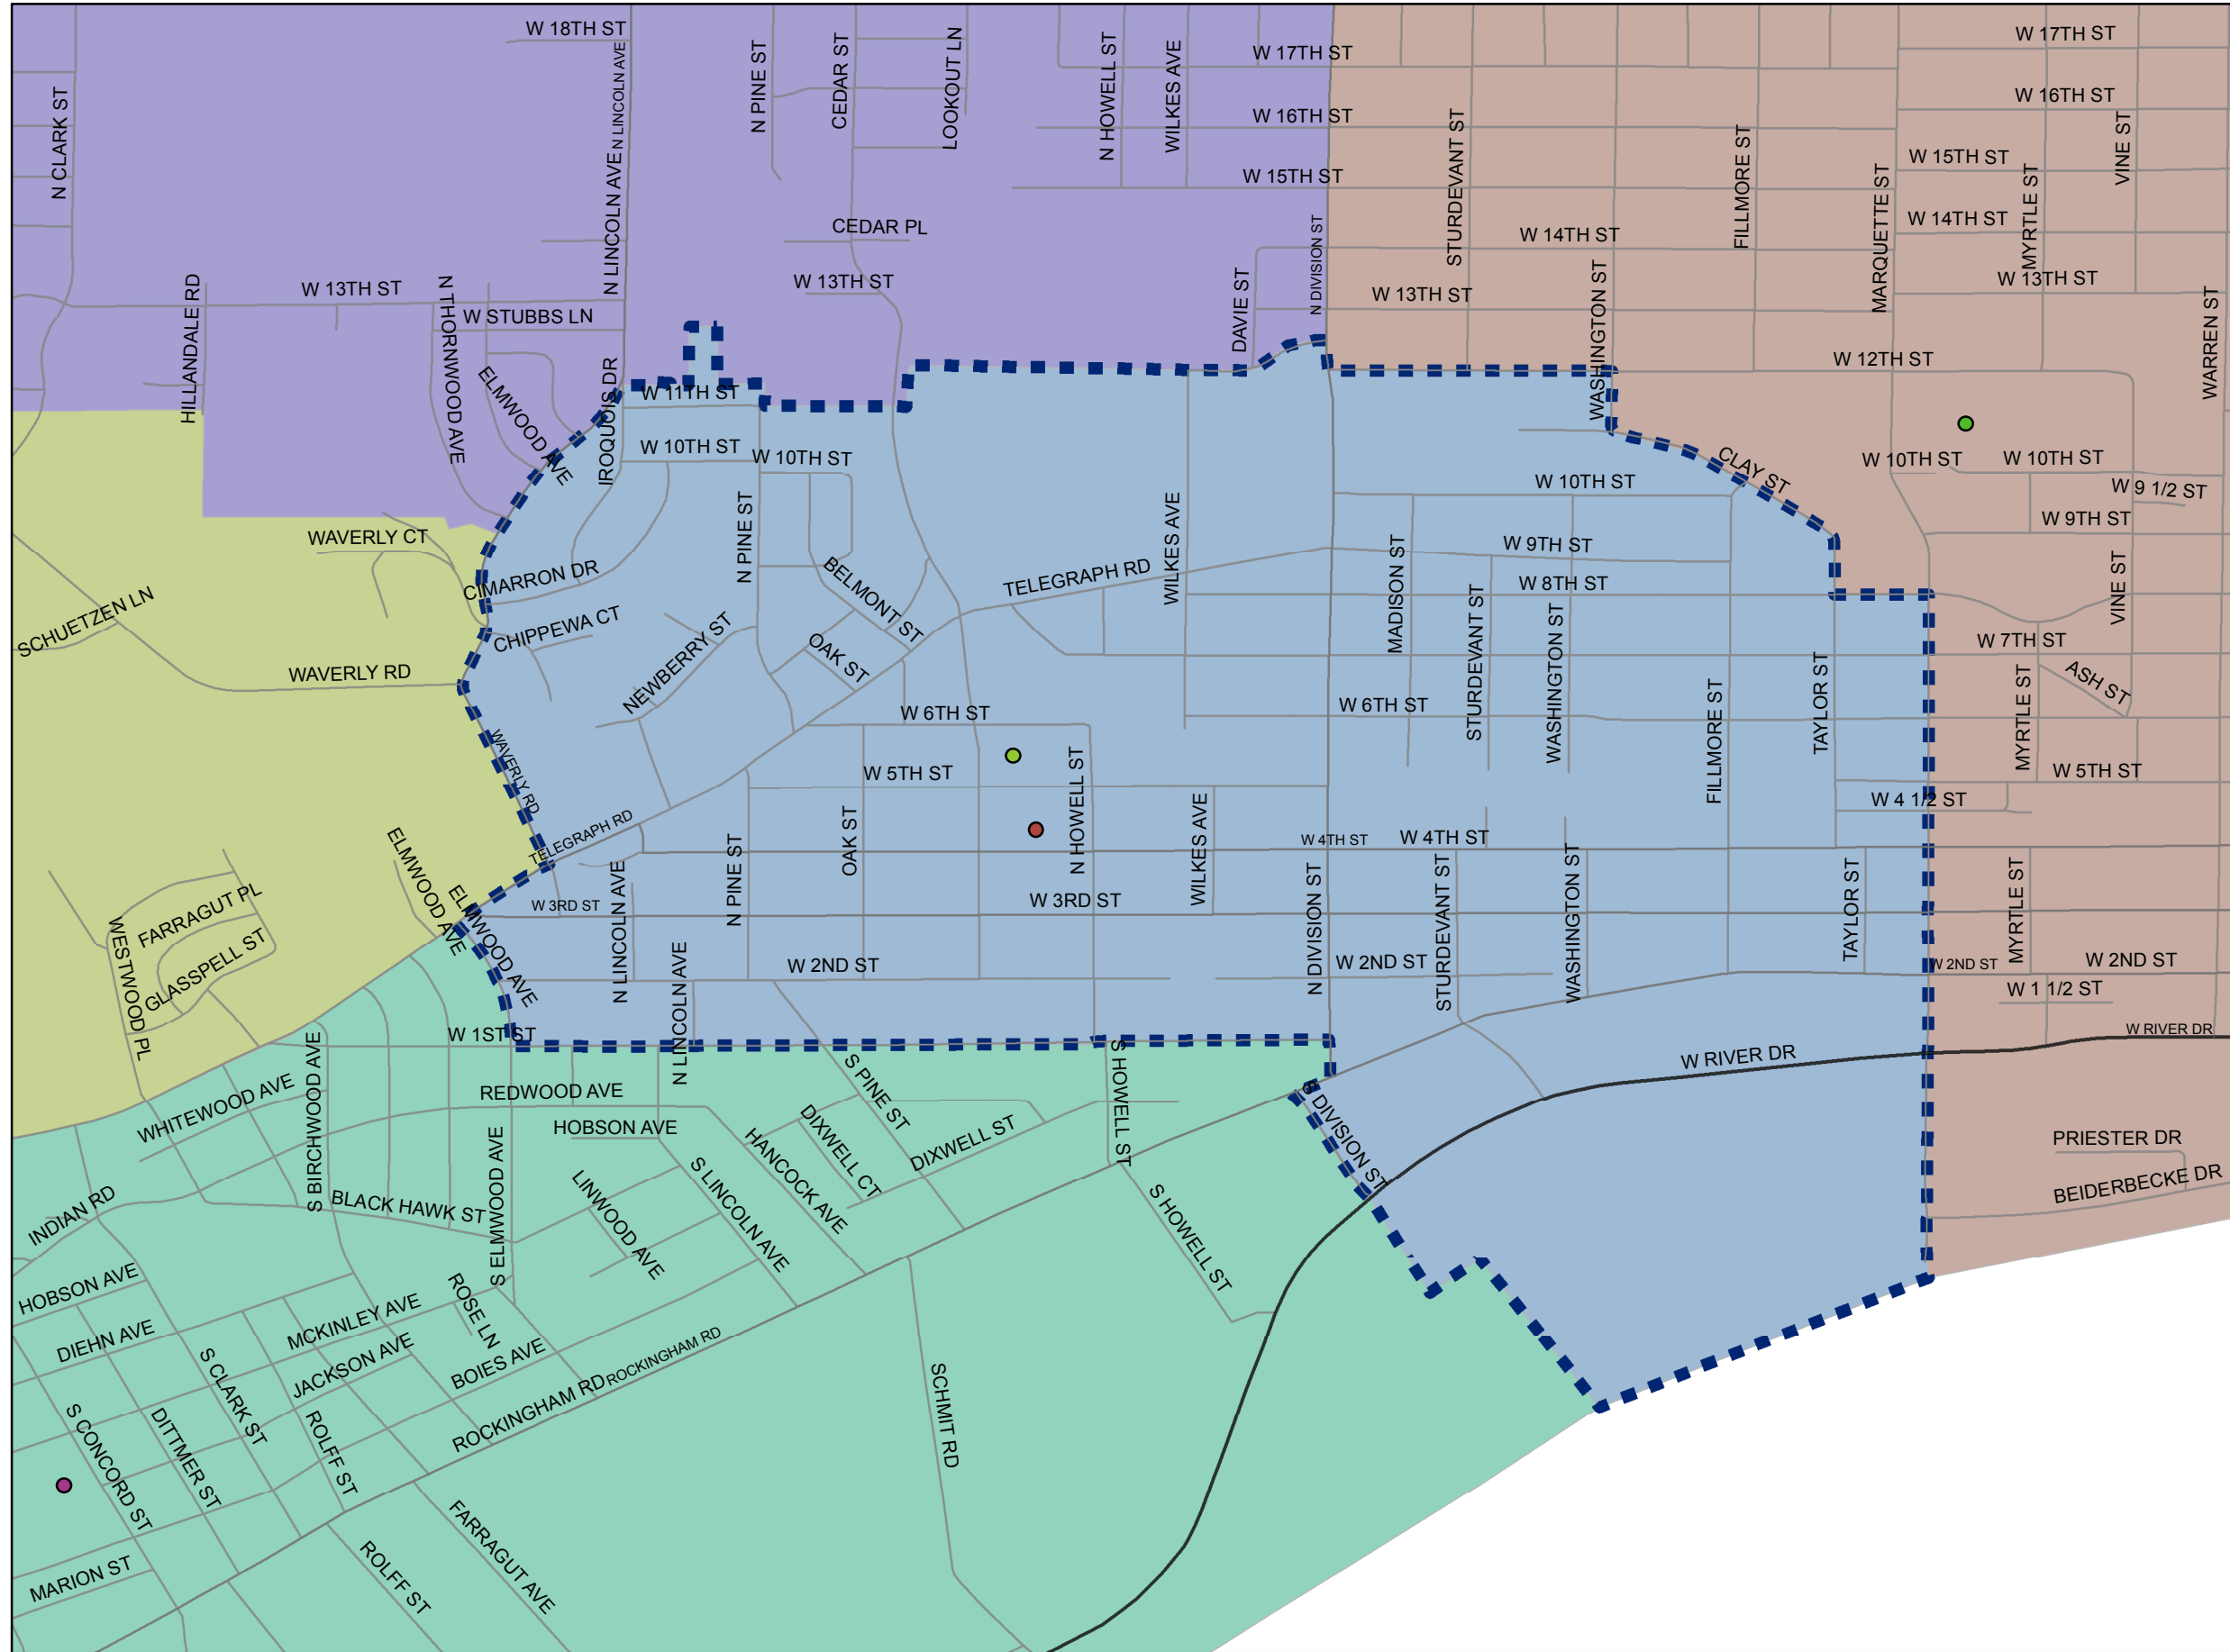 W 18TH ST
N LINCOLN AVE
N PINE ST
CEDAR ST
LOOKOUT LN
N HOWELL ST
WILKES AVE
W 17TH ST
W 17TH ST
N CLARK ST
W 16TH ST
W 16TH ST
STURDEVANT ST
FILLMORE ST
VINE ST
N LINCOLN AVE
W 15TH ST
W 15TH ST
MARQUETTE ST
MYRTLE ST
CEDAR PL
N DIVISION ST
W 14TH ST
W 14TH ST
HILLANDALE RD
W 13TH ST
N THORNWOOD AVE
W STUBBS LN
W 13TH ST
DAVIE ST
W 13TH ST
WASHINGTON ST
W 13TH ST
WARREN ST
ELMWOOD AVE
IROQUOIS DR
W 11TH ST
W 12TH ST
W 10TH ST
W 10TH ST
CLAY ST
W 10TH ST
W 10TH ST
W 10TH ST
W 9 1/2 ST
W 9TH ST
WAVERLY CT
N PINE ST
WILKES AVE
W 9TH ST
CIMARRON DR
BELMONT ST
TELEGRAPH RD
MADISON ST
W 8TH ST
VINE ST
SCHUETZEN LN
CHIPPEWA CT
NEWBERRY ST
OAK ST
STURDEVANT ST
WASHINGTON ST
W 7TH ST
WAVERLY RD
W 6TH ST
W 6TH ST
FILLMORE ST
TAYLOR ST
MYRTLE ST
ASH ST
WAVERLY RD
W 5TH ST
W 5TH ST
N HOWELL ST
W 4 1/2 ST
TELEGRAPH RD
OAK ST
WILKES AVE
W 4TH ST
W 4TH ST
ELMWOOD AVE
ELMWOOD AVE
N LINCOLN AVE
N PINE ST
FARRAGUT PL
W 3RD ST
W 3RD ST
N DIVISION ST
STURDEVANT ST
WASHINGTON ST
TAYLOR ST
MYRTLE ST
WESTWOOD PL
GLASSPELL ST
N LINCOLN AVE
W 2ND ST
W 2ND ST
W 2ND ST
W 2ND ST
W 1 1/2 ST
W 1ST ST
W RIVER DR
W RIVER DR
S BIRCHWOOD AVE
WHITEWOOD AVE
REDWOOD AVE
HOBSON AVE
S PINE ST
S HOWELL ST
S DIVISION ST
DIXWELL CT
DIXWELL ST
HANCOCK AVE
PRIESTER DR
BEIDERBECKE DR
INDIAN RD
BLACK HAWK ST
S ELMWOOD AVE
LINWOOD AVE
S LINCOLN AVE
S HOWELL ST
HOBSON AVE
DIEHN AVE
MCKINLEY AVE
ROSE LN
JACKSON AVE
BOIES AVE
ROCKINGHAM RD
ROCKINGHAM RD
SCHMIT RD
S CLARK ST
S CONCORD ST
DITTMER ST
ROLFF ST
MARION ST
ROLFF ST
FARRAGUT AVE